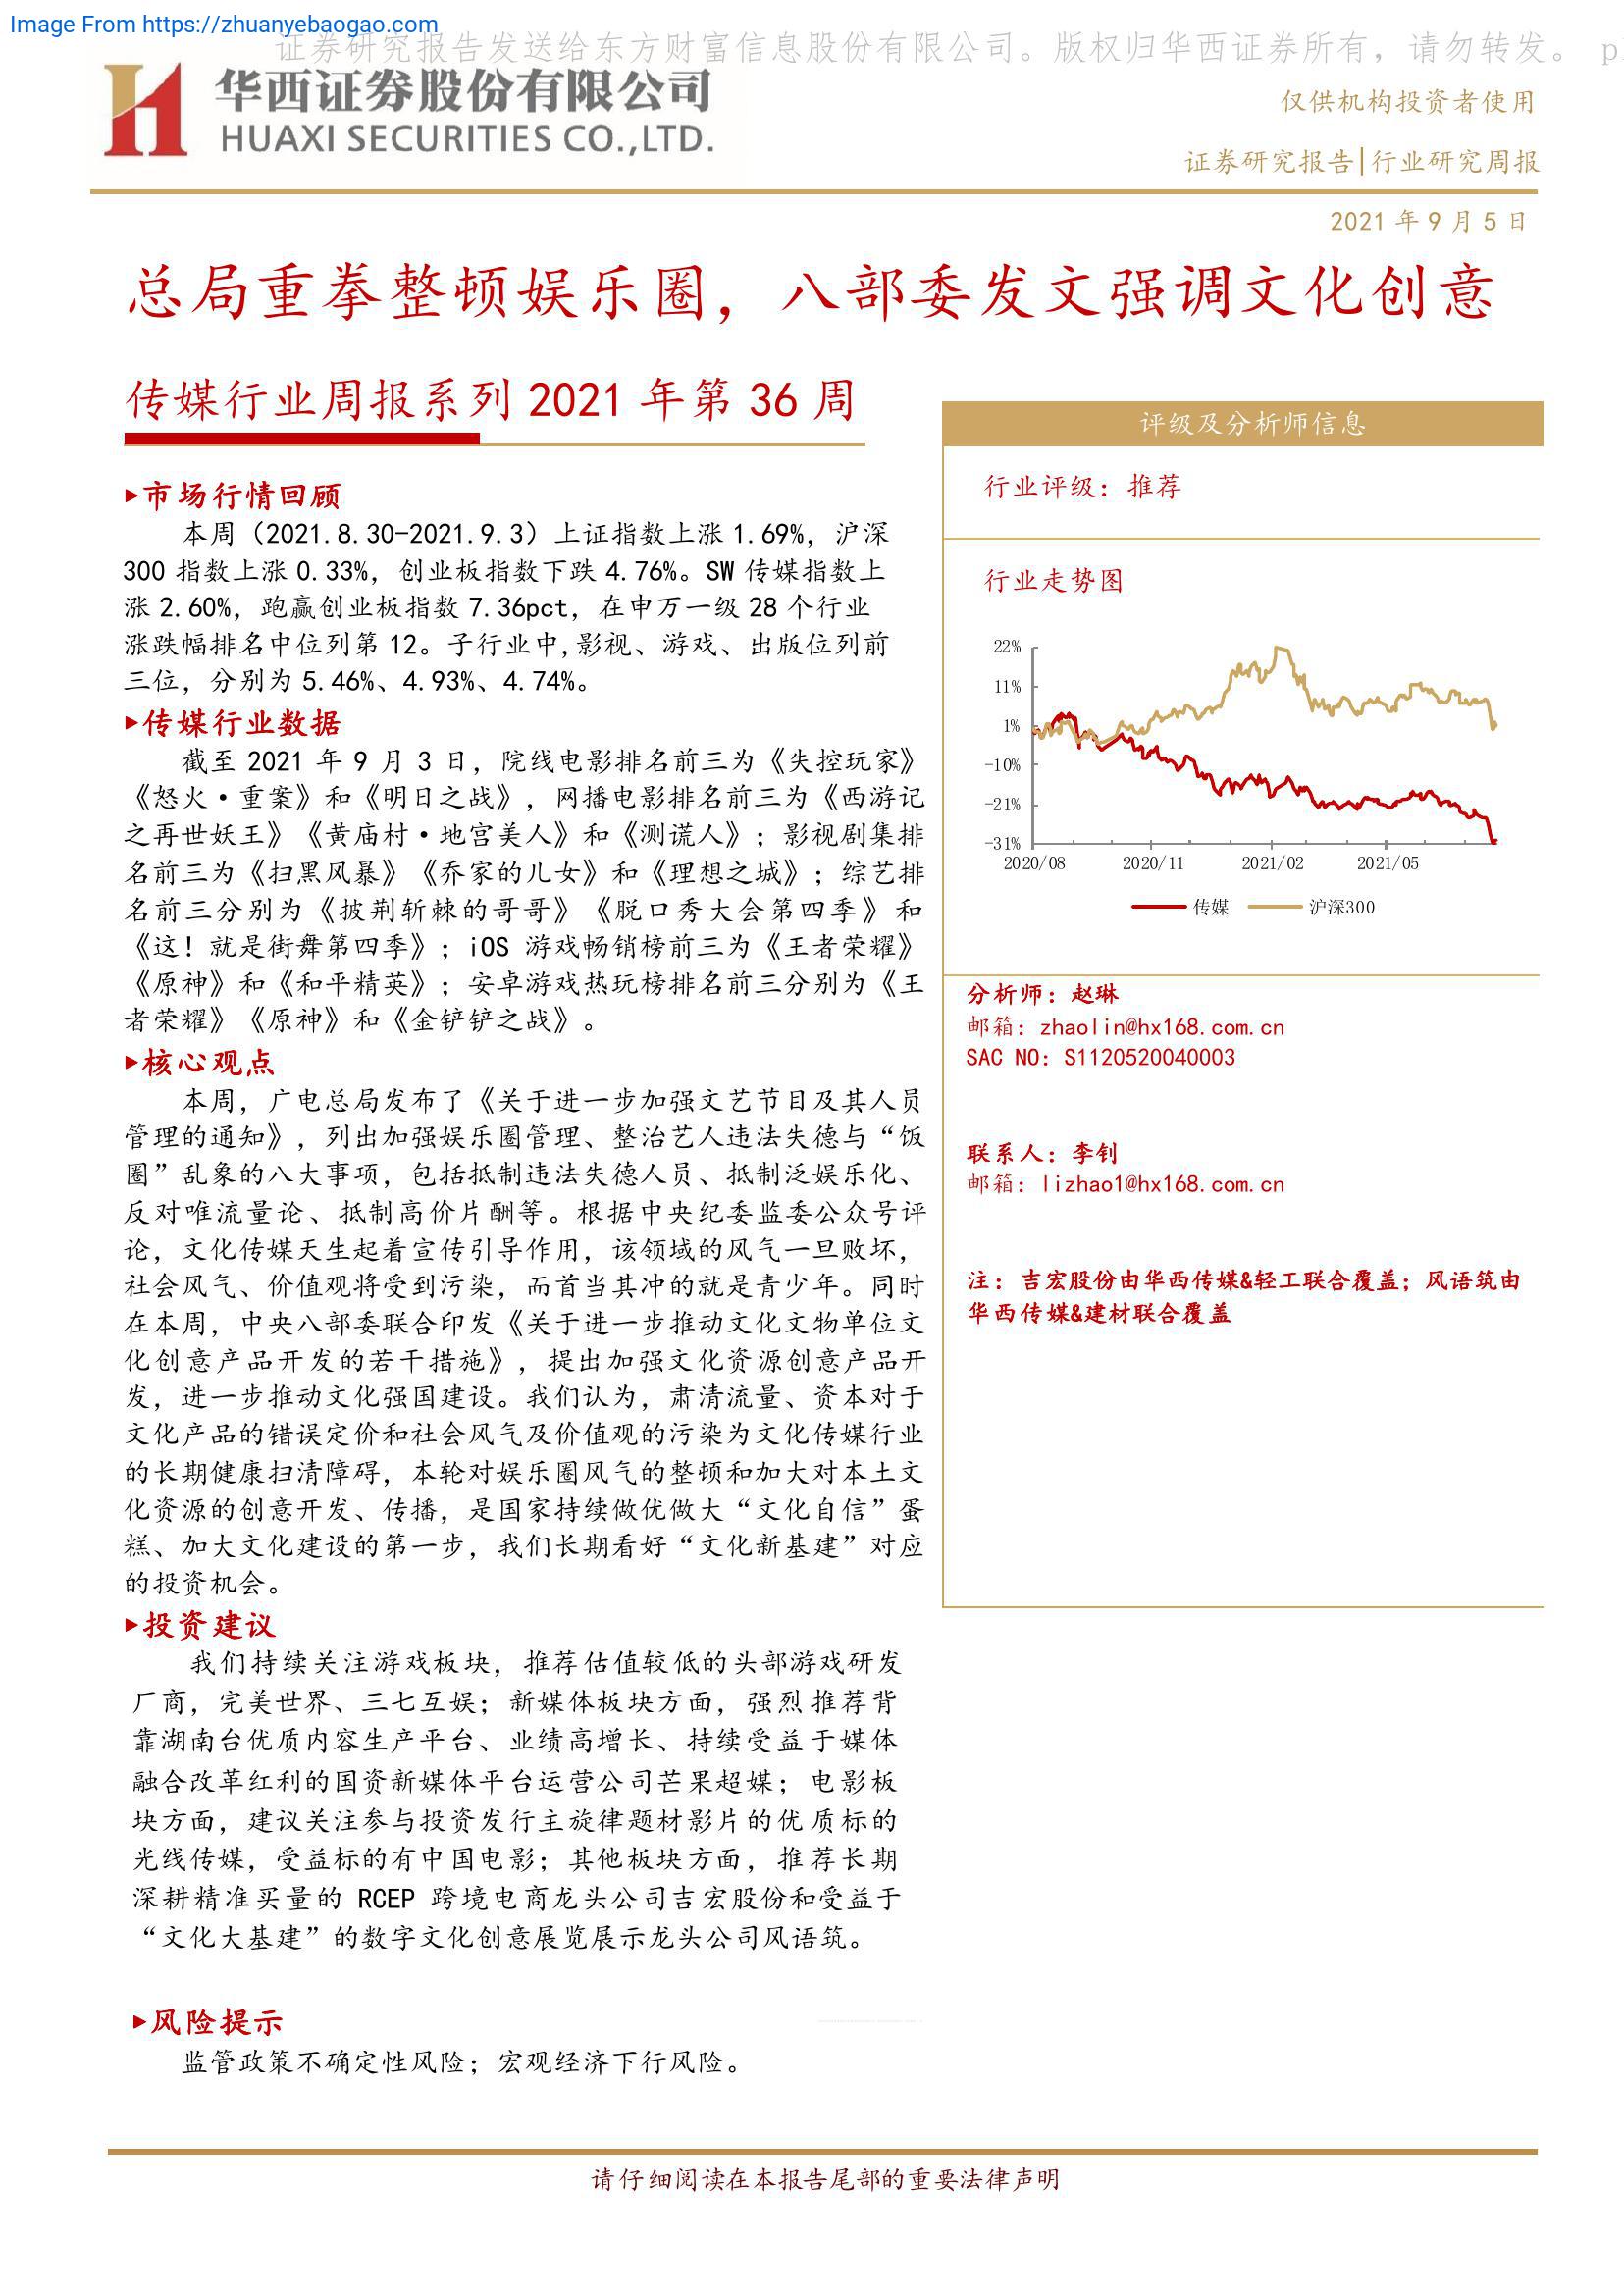 Image From https://zhuanyebaogao.com
证券研究报告发送给东方财富信息股份有限公司。版权归华西证券所有，请勿转发。 p
华西证券股份有限公司
HUAXI SECURITIES CO.,LTD.
仅供机构投资者使用
证券研究报告|行业研究周报
2021 年 9 月 5 日
总局重拳整顿娱乐圈，八部委发文强调文化创意
传媒行业周报系列 2021 年第 36 周
▸市场行情回顾
本周（2021.8.30-2021.9.3）上证指数上涨 1.69%，沪深
300 指数上涨 0.33%，创业板指数下跌 4.76%。SW 传媒指数上
涨 2.60%，跑赢创业板指数 7.36pct，在申万一级 28 个行业
涨跌幅排名中位列第 12。子行业中,影视、游戏、出版位列前
三位，分别为 5.46%、4.93%、4.74%。
▸传媒行业数据
截至 2021 年 9 月 3 日，院线电影排名前三为《失控玩家》
《怒火·重案》和《明日之战》，网播电影排名前三为《西游记
之再世妖王》《黄庙村·地宫美人》和《测谎人》；影视剧集排
名前三为《扫黑风暴》《乔家的儿女》和《理想之城》；综艺排
名前三分别为《披荆斩棘的哥哥》《脱口秀大会第四季》和
《这！就是街舞第四季》；iOS 游戏畅销榜前三为《王者荣耀》
《原神》和《和平精英》；安卓游戏热玩榜排名前三分别为《王
者荣耀》《原神》和《金铲铲之战》。
▸核心观点
本周，广电总局发布了《关于进一步加强文艺节目及其人员
管理的通知》，列出加强娱乐圈管理、整治艺人违法失德与“饭
圈”乱象的八大事项，包括抵制违法失德人员、抵制泛娱乐化、
反对唯流量论、抵制高价片酬等。根据中央纪委监委公众号评
论，文化传媒天生起着宣传引导作用，该领域的风气一旦败坏，
社会风气、价值观将受到污染，而首当其冲的就是青少年。同时
在本周，中央八部委联合印发《关于进一步推动文化文物单位文
化创意产品开发的若干措施》，提出加强文化资源创意产品开
发，进一步推动文化强国建设。我们认为，肃清流量、资本对于
文化产品的错误定价和社会风气及价值观的污染为文化传媒行业
的长期健康扫清障碍，本轮对娱乐圈风气的整顿和加大对本土文
化资源的创意开发、传播，是国家持续做优做大“文化自信”蛋
糕、加大文化建设的第一步，我们长期看好“文化新基建”对应
的投资机会。
▸投资建议
我们持续关注游戏板块，推荐估值较低的头部游戏研发
厂商，完美世界、三七互娱；新媒体板块方面，强烈推荐背
靠湖南台优质内容生产平台、业绩高增长、持续受益于媒体
融合改革红利的国资新媒体平台运营公司芒果超媒；电影板
块方面，建议关注参与投资发行主旋律题材影片的优质标的
光线传媒，受益标的有中国电影；其他板块方面，推荐长期
深耕精准买量的 RCEP 跨境电商龙头公司吉宏股份和受益于
“文化大基建”的数字文化创意展览展示龙头公司风语筑。
▸风险提示
监管政策不确定性风险；宏观经济下行风险。
评级及分析师信息
行业评级：推荐
行业走势图
22%
11%
1%
-10%
-21%
-31%
2020/08 2020/11 2021/02 2021/05
传媒 沪深300
分析师：赵琳
邮箱：zhaolin@hx168.com.cn
SAC NO：S1120520040003
联系人：李钊
邮箱：lizhao1@hx168.com.cn
注：吉宏股份由华西传媒&轻工联合覆盖；风语筑由
华西传媒&建材联合覆盖
请仔细阅读在本报告尾部的重要法律声明